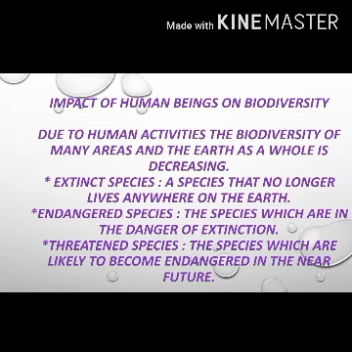 Made with KINEMASTER
IMPACT OF HUMAN BEINGS ON BIODIVERSITY
DUE TO HUMAN ACTIVITIES THE BIODIVERSITY OF
MANY AREAS AND THE EARTH AS A WHOLE IS
DECREASING.
* EXTINCT SPECIES : A SPECIES THAT NO LONGER
LIVES ANYWHERE ON THE EARTH.
*ENDANGERED SPECIES : THE SPECIES WHICH ARE IN
THE DANGER OF EXTINCTION.
*THREATENED SPECIES : THE SPECIES WHICH ARE
LIKELY TO BECOME ENDANGERED IN THE NEAR
FUTURE.